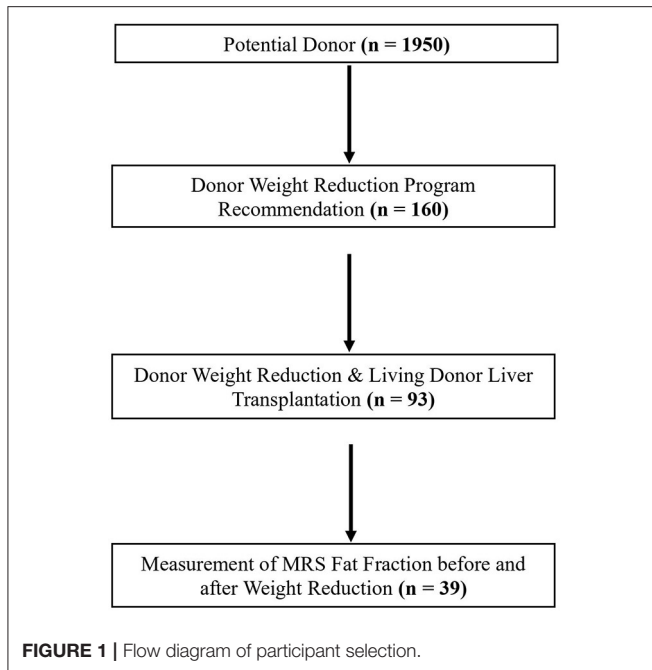 Potential Donor (n = 1950)
Donor Weight Reduction Program
Recommendation (n = 160)
Donor Weight Reduction & Living Donor Liver
Transplantation (n = 93)
Measurement of MRS Fat Fraction before and
after Weight Reduction (n = 39)
FIGURE 1 | Flow diagram of participant selection.